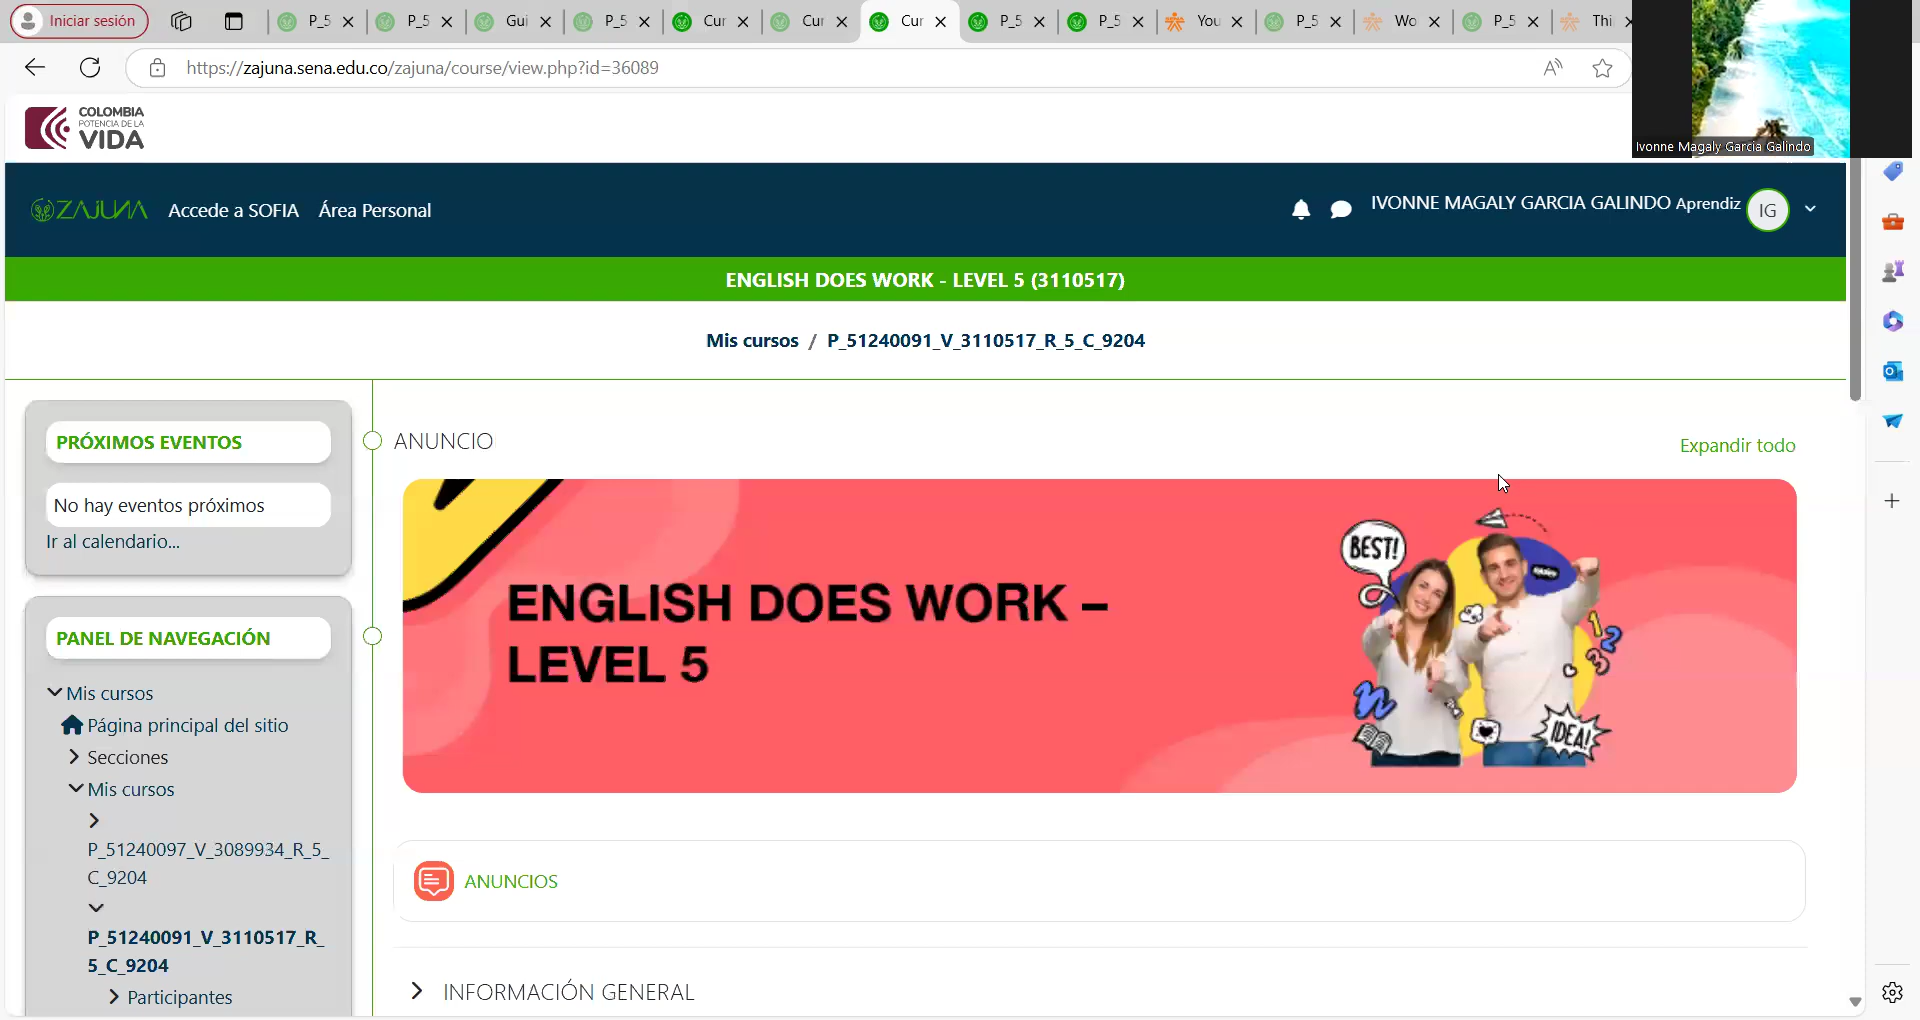 Iniciar sesión
P_5
P_5
Gui
P_5
Cur
Cur
Cur
P_5
P_5
You
P_5
Wo
P_5
Thi
https://zajuna.sena.edu.co/zajuna/course/view.php?id=36089
COLOMBIA
POTENCIA DE LA
VIDA
Ivonne Magaly Garcia Galindo
ZAJUNA
Accede a SOFIA
Área Personal
IVONNE MAGALY GARCIA GALINDO Aprendiz
IG
ENGLISH DOES WORK - LEVEL 5 (3110517)
Mis cursos / P_51240091_V_3110517_R_5_C_9204
PRÓXIMOS EVENTOS
No hay eventos próximos
Ir al calendario...
PANEL DE NAVEGACIÓN
Mis cursos
Página principal del sitio
Secciones
Mis cursos
P_51240097_V_3089934_R_5_
C_9204
P_51240091_V_3110517_R_
5_C_9204
Participantes
ANUNCIO
Expandir todo
ENGLISH DOES WORK –
LEVEL 5
BEST!
1
2
3
IDEA!
ANUNCIOS
INFORMACIÓN GENERAL